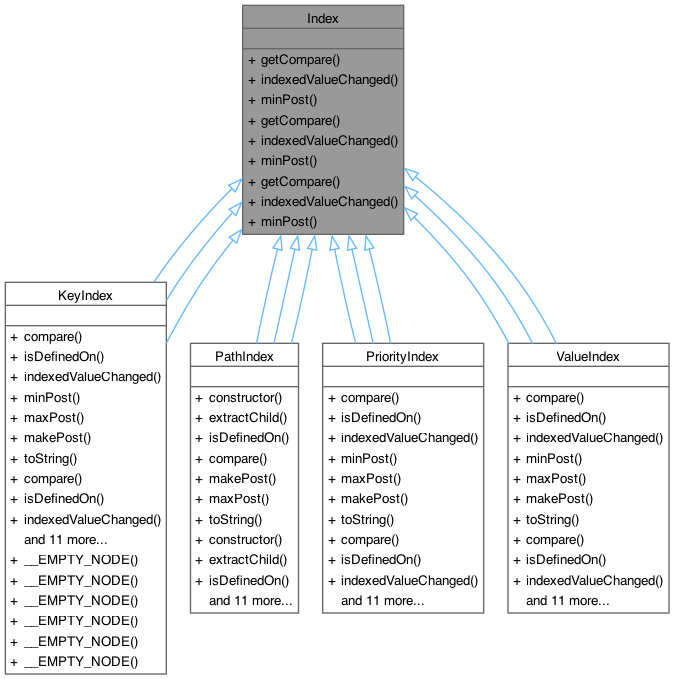 Index
+ getCompare()
+ indexedValueChanged()
+ minPost()
+ getCompare()
+ indexedValueChanged()
+ minPost()
+ getCompare()
+ indexedValueChanged()
+ minPost()
KeyIndex
+ compare()
+ isDefinedOn()
+ indexedValueChanged()
+ minPost()
+ maxPost()
+ makePost()
+ toString()
+ compare()
+ isDefinedOn()
+ indexedValueChanged()
and 11 more...
+ __EMPTY_NODE()
+ __EMPTY_NODE()
+ __EMPTY_NODE()
+ __EMPTY_NODE()
+ __EMPTY_NODE()
+ __EMPTY_NODE()
PathIndex
+ constructor()
+ extractChild()
+ isDefinedOn()
+ compare()
+ makePost()
+ maxPost()
+ toString()
+ constructor()
+ extractChild()
+ isDefinedOn()
and 11 more...
PriorityIndex
+ compare()
+ isDefinedOn()
+ indexedValueChanged()
+ minPost()
+ maxPost()
+ makePost()
+ toString()
+ compare()
+ isDefinedOn()
+ indexedValueChanged()
and 11 more...
ValueIndex
+ compare()
+ isDefinedOn()
+ indexedValueChanged()
+ minPost()
+ maxPost()
+ makePost()
+ toString()
+ compare()
+ isDefinedOn()
+ indexedValueChanged()
and 11 more...